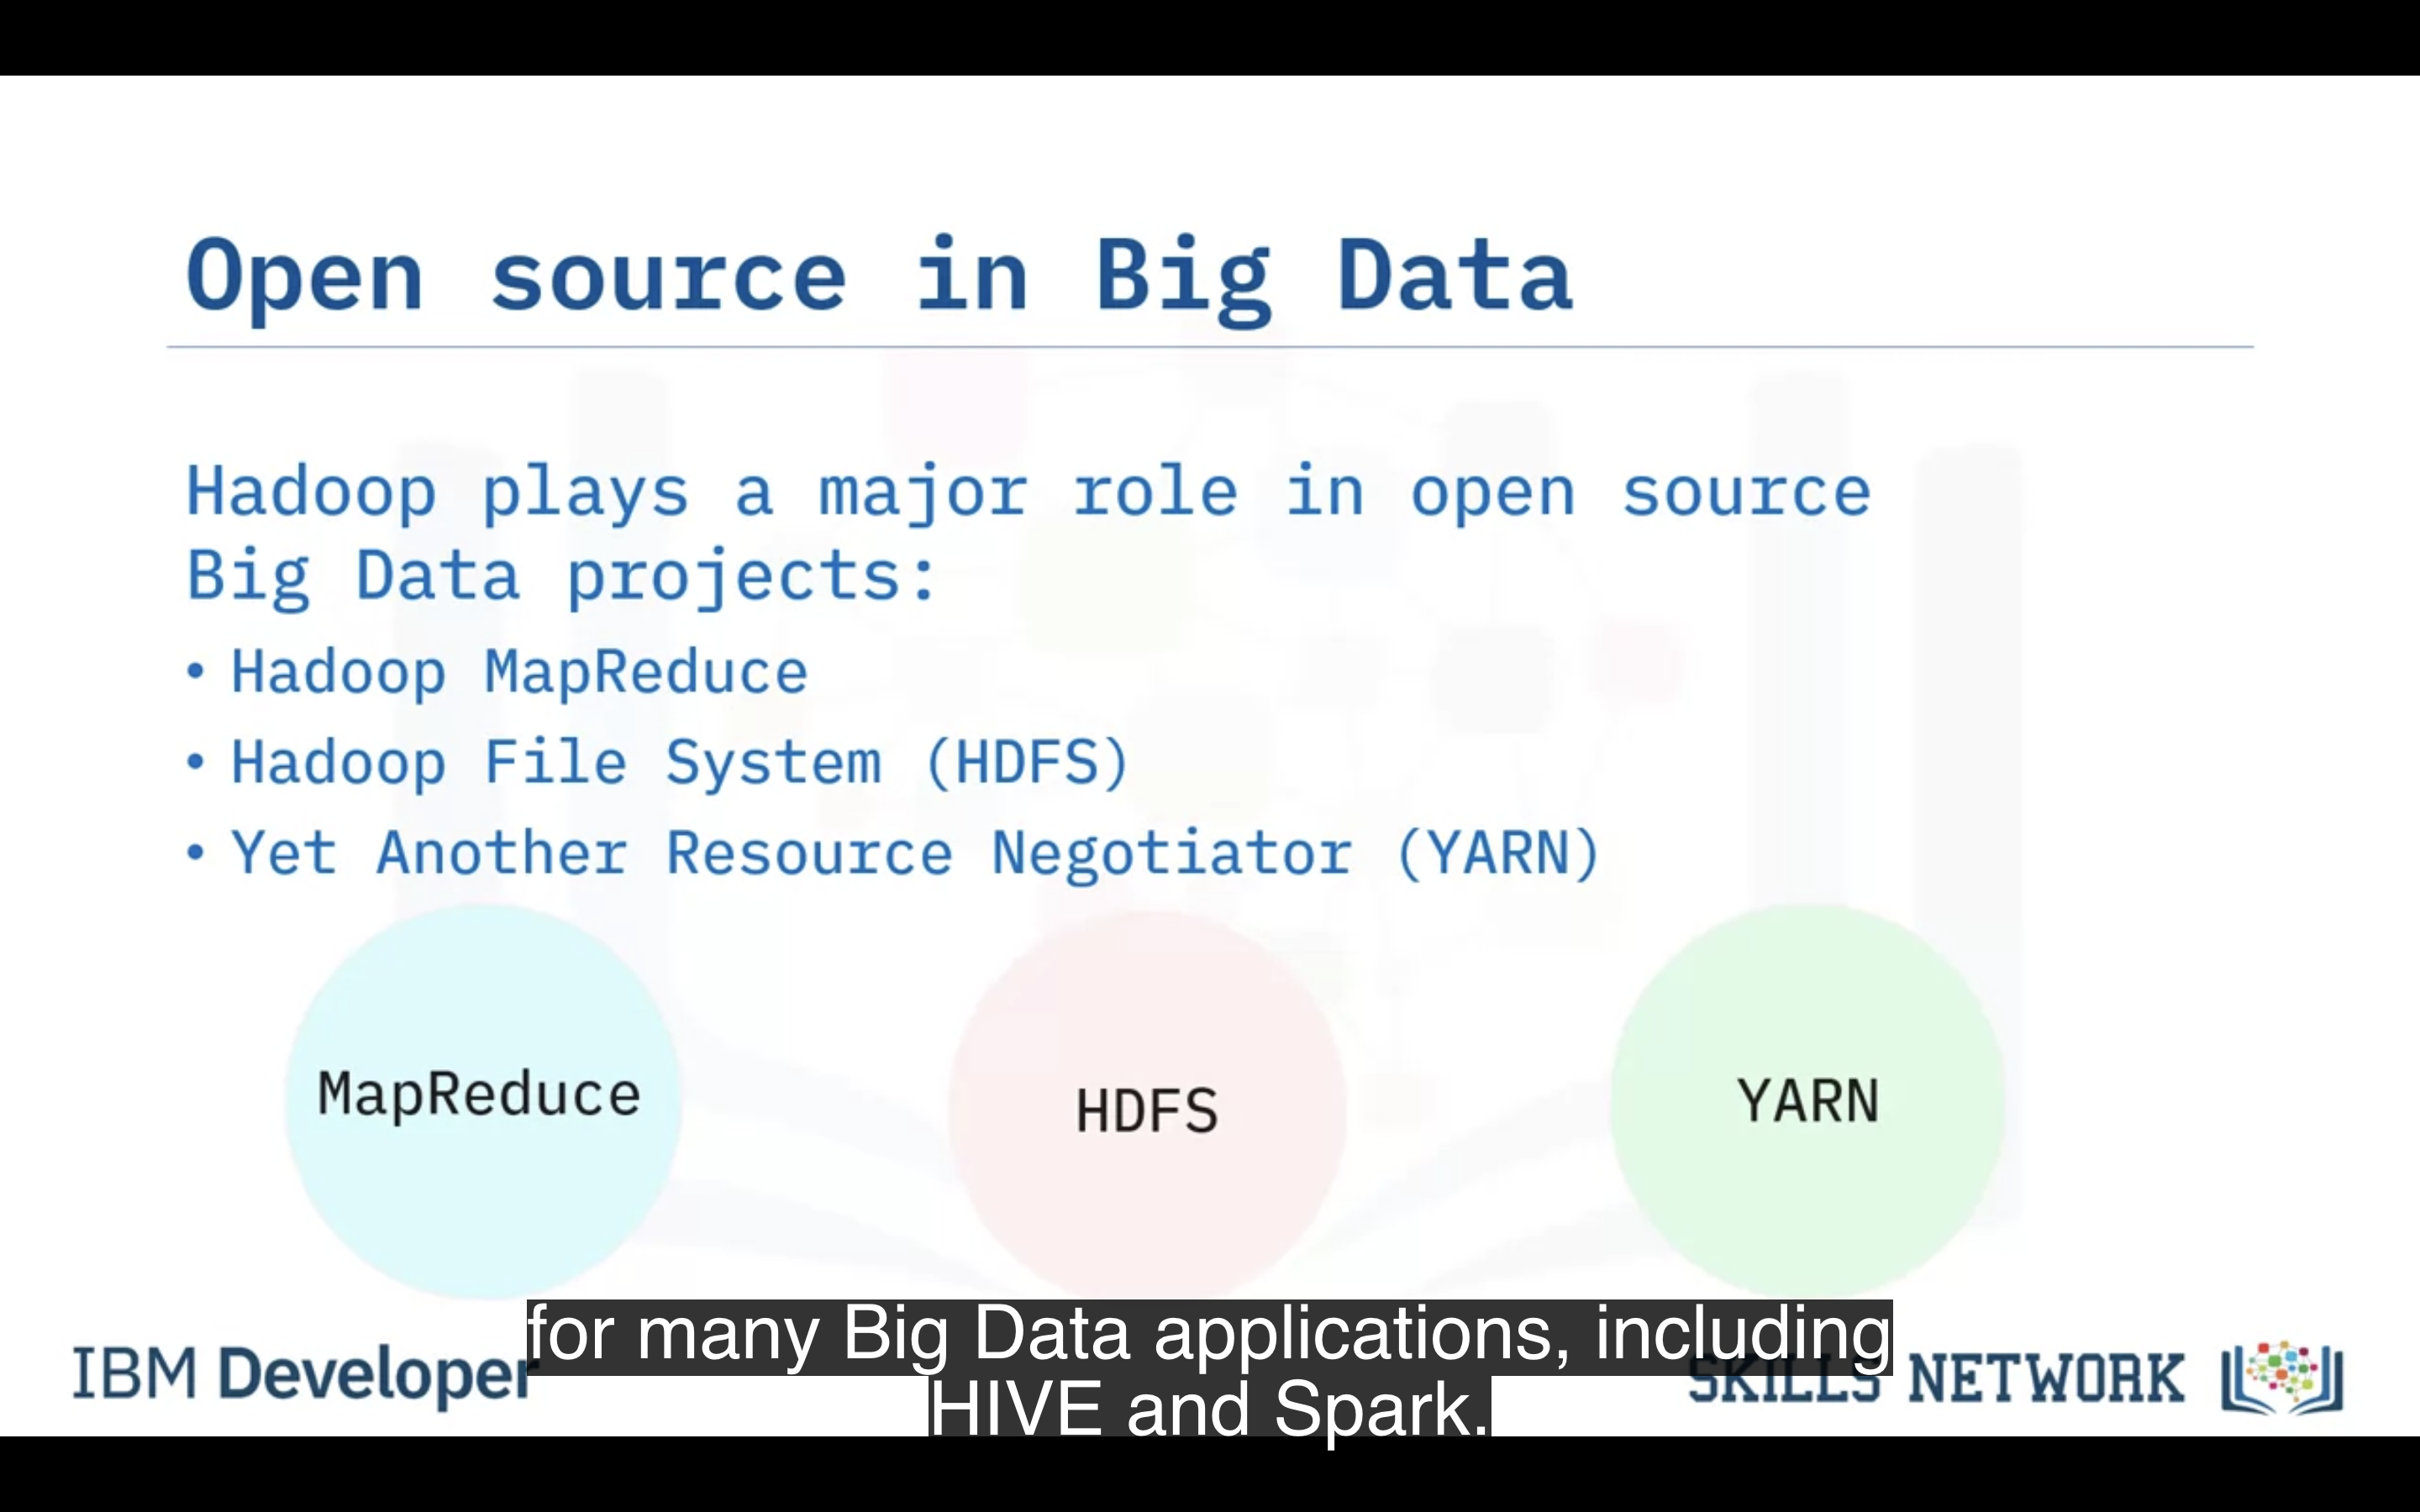 Open source in Big Data
Hadoop plays a major role in open source
Big Data projects:
• Hadoop MapReduce
• Hadoop File System (HDFS)
• Yet Another Resource Negotiator (YARN)
MapReduce
HDFS
YARN
for many Big Data applications, including
HIVE and Spark.
IBM Developer
SKILLS NETWORK